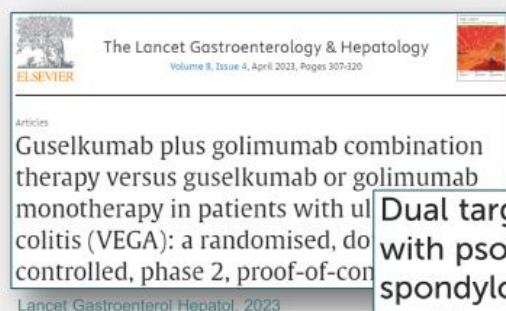 ELSEVIER
The Lancet Gastroenterology & Hepatology
Volume 8, Issue 4, April 2023, Pages 307-320
Articles
Guselkumab plus golimumab combination
therapy versus guselkumab or golimumab
monotherapy in patients with ul
colitis (VEGA): a randomised, do
controlled, phase 2, proof-of-con
Lancet Gastroenterol Hepatol, 2023
Dual targ
with pso
spondylo